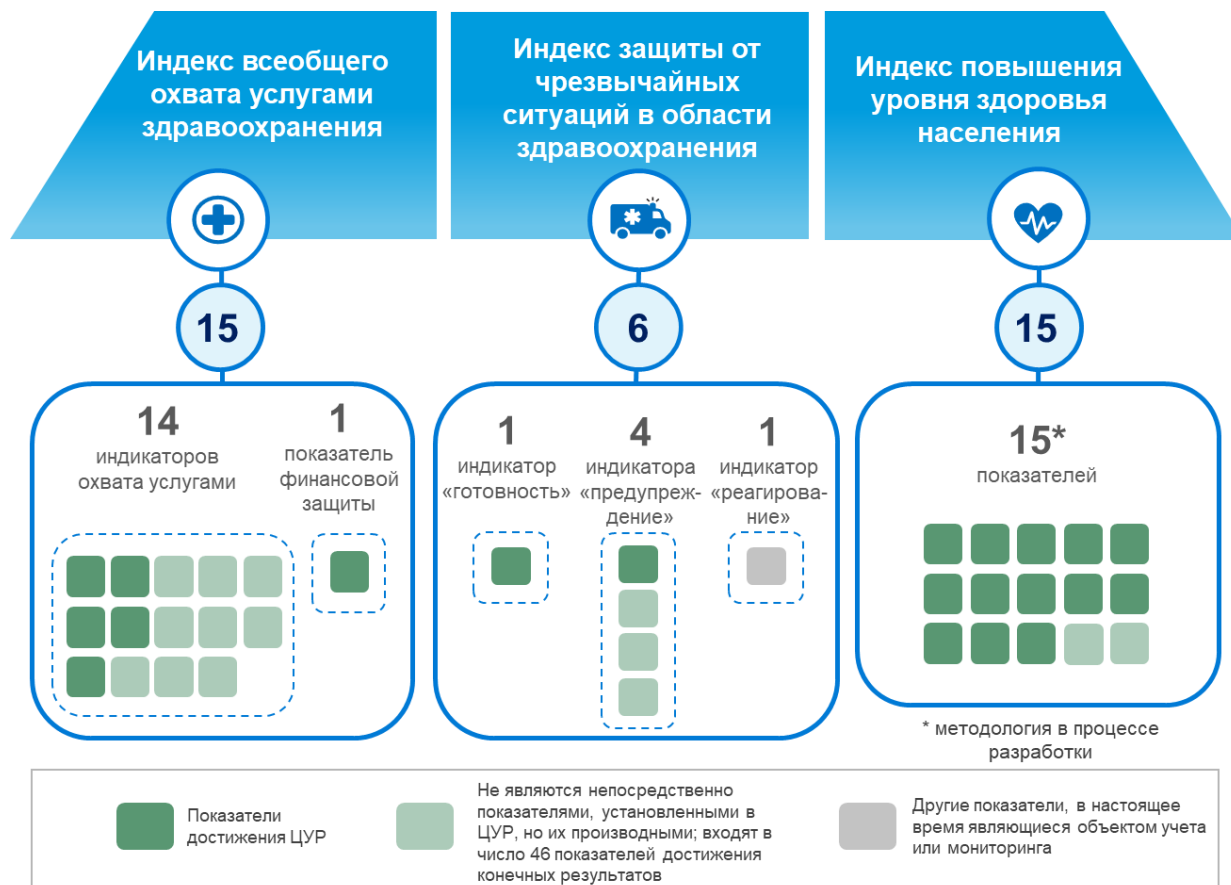 Индекс всеобщего
охвата услугами
здравоохранения
15
14
индикаторов
охвата услугами
1
показатель
финансовой
защиты
Индекс защиты от
чрезвычайных
ситуаций в области
здравоохранения
6
1
индикатор
«готовность»
4
индикатора
«предупреж-
дение»
1
индикатор
«реагирова-
ние»
Индекс повышения
уровня здоровья
населения
15
15*
показателей
* методология в процессе
разработки
Показатели
достижения ЦУР
Не являются непосредственно
показателями, установленными в
ЦУР, но их производными; входят в
число 46 показателей достижения
конечных результатов
Другие показатели, в настоящее
время являющиеся объектом учета
или мониторинга